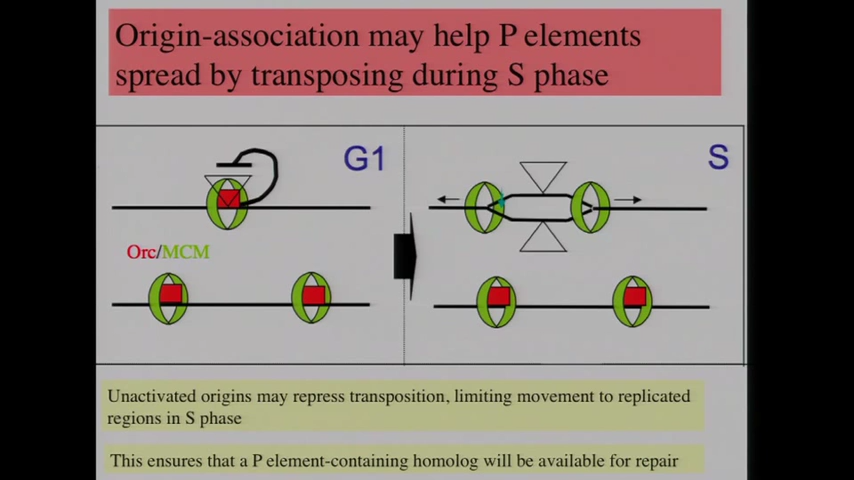 Origin-association may help P elements
spread by transposing during S phase
G1
S
Orc/MCM
Unactivated origins may repress transposition, limiting movement to replicated
regions in S phase
This ensures that a P element-containing homolog will be available for repair